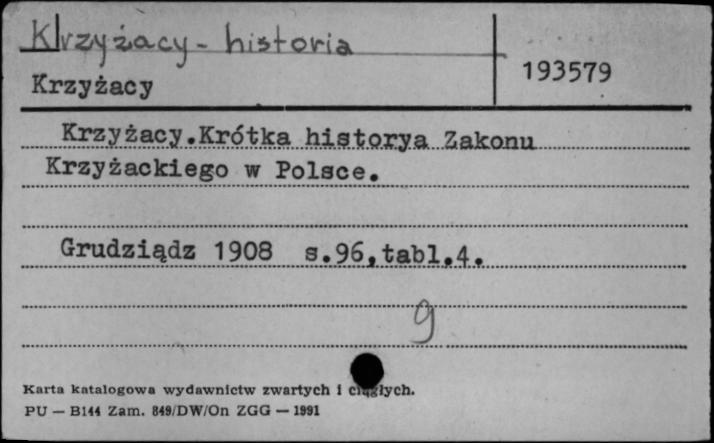 Krzyżacy - historia
Krzyżacy
193579
Krzyżacy.Krótka historya Zakonu
Krzyżackiego w Polsce.
Grudziądz 1908 s.96,tabl.4.
g
Karta katalogowa wydawnictw zwartych i ciągłych.
PU — B144 Zam. 849/DW/On ZGG — 1991